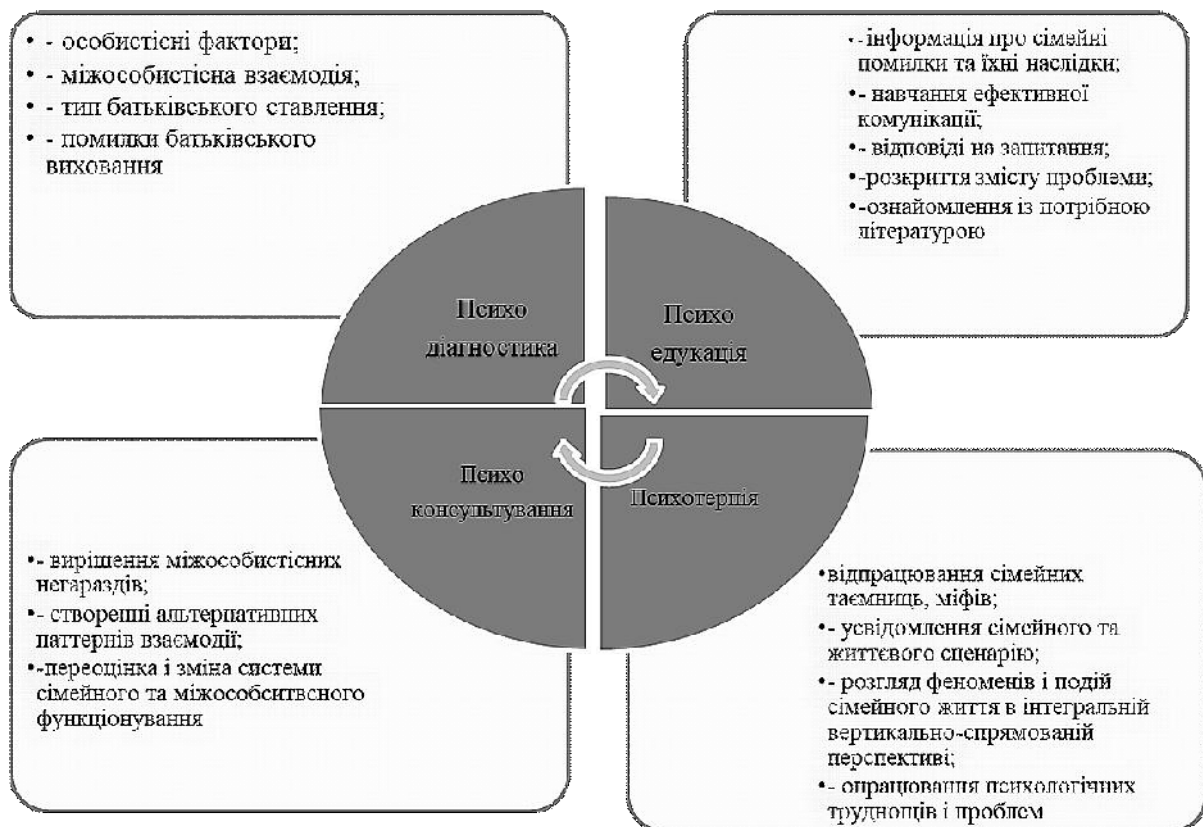 • - особистісні фактори;
• - міжособистісна взаємодія;
• - тип батьківського ставлення;
• - помилки батьківського
виховання
•- інформація про сімейні
помилки та їхні наслідки;
•- навчання ефективної
комунікації;
•- відповіді на запитання;
•-розкриття змісту проблеми;
•-ознайомлення із потрібною
літературою
Психо
діагностика
Психо
едукація
Психо
консультування
Психотерпія
•- вирішення міжособистісних
негараздів;
•- створенні альтернативних
паттернів взаємодії;
•-переоцінка і зміна системи
сімейного та міжособситвсного
функціонування
•відпрацювання сімейних
таємниць, міфів;
•- усвідомлення сімейного та
життєвого сценарію;
•- розгляд феноменів і подій
сімейного життя в інтегральній
вертикально-спрямованій
перспективі;
•- опрацювання психологічних
труднощів і проблем